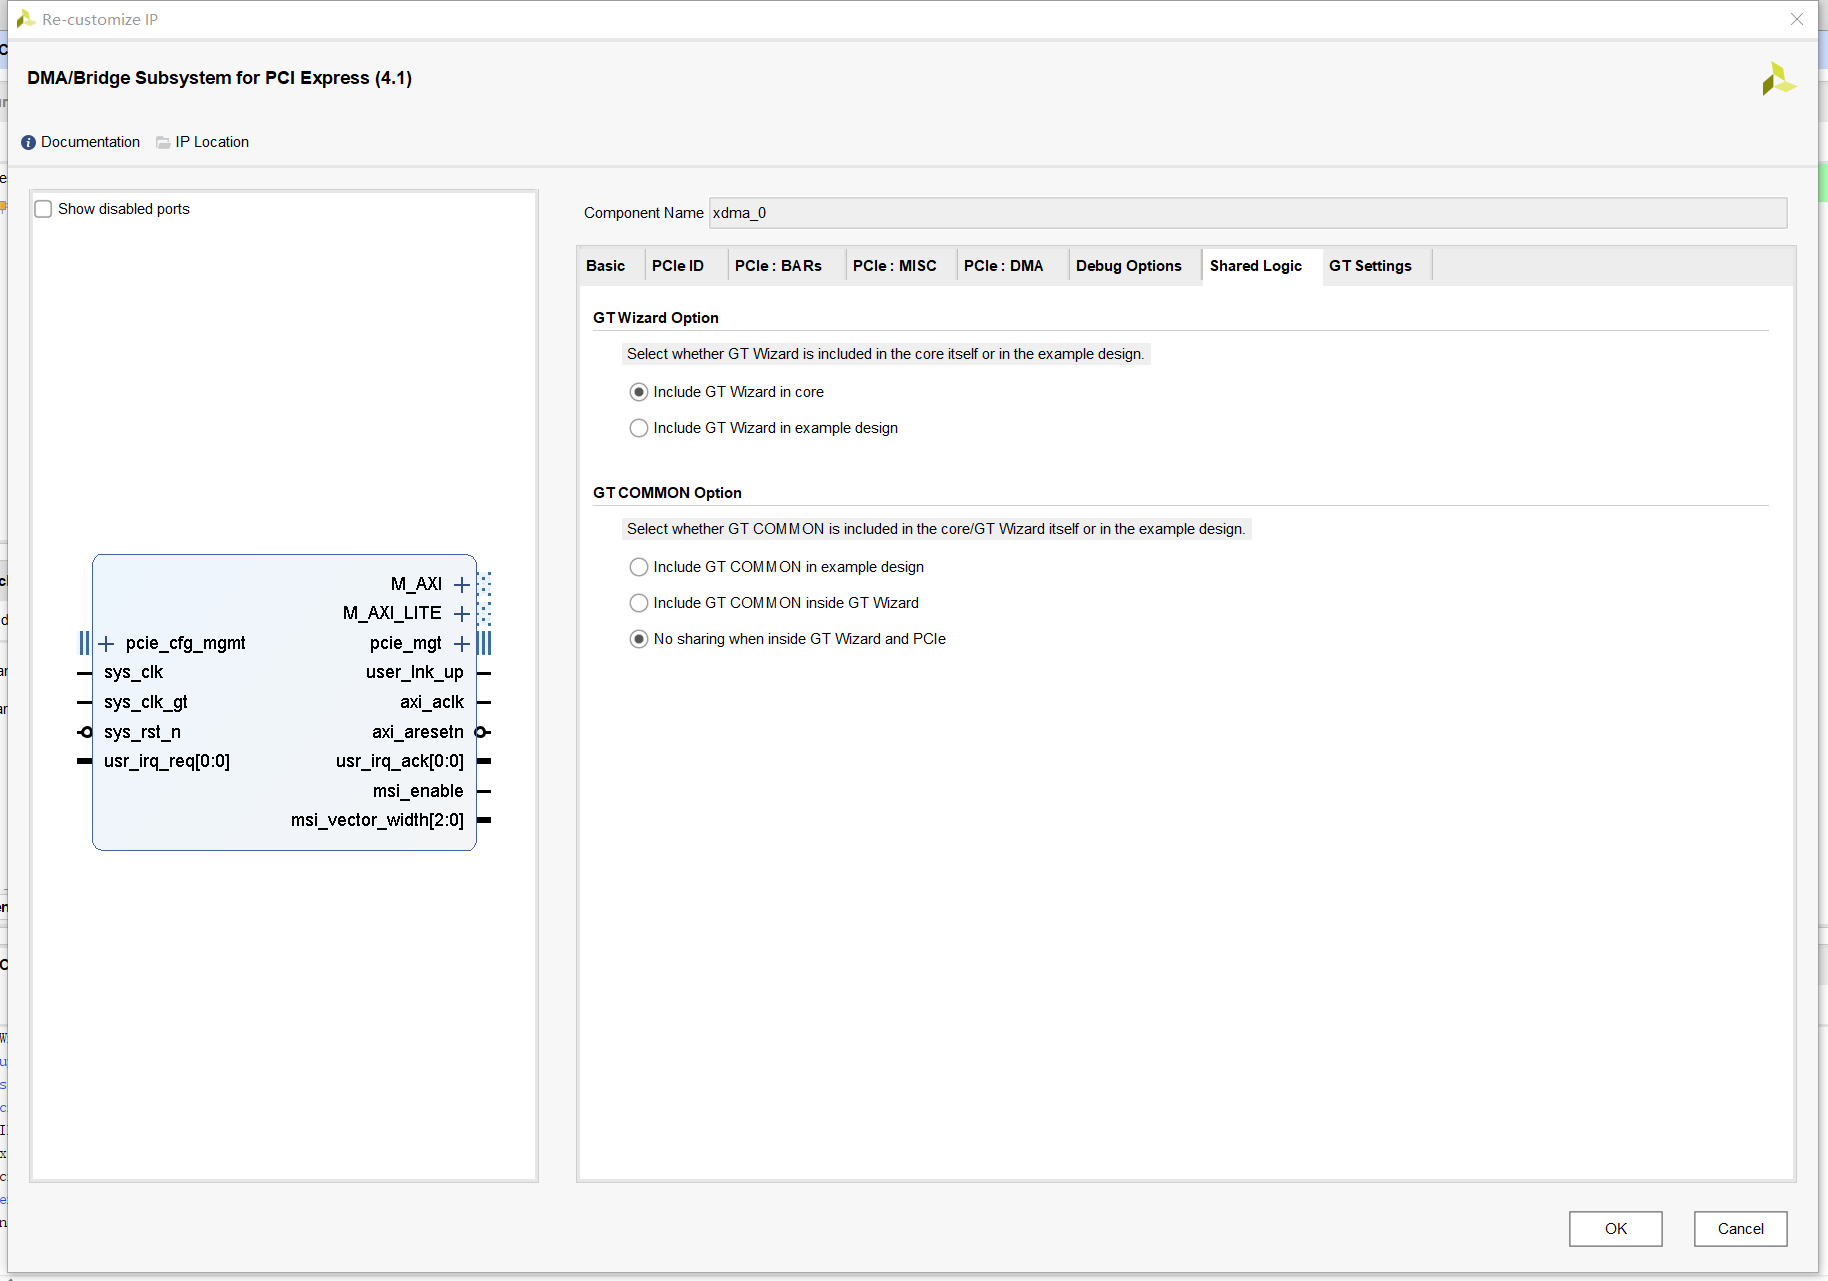 Re-customize IP
DMA/Bridge Subsystem for PCI Express (4.1)
Documentation
IP Location
Show disabled ports
M_AXI
M_AXI_LITE
pcie_cfg_mgmt
pcie_mgt
sys_clk
user_lnk_up
sys_clk_gt
axi_aclk
sys_rst_n
axi_aresetn
usr_irq_req[0:0]
usr_irq_ack[0:0]
msi_enable
msi_vector_width[2:0]
Component Name xdma_0
Basic
PCIe ID
PCIe : BARs
PCIe : MISC
PCIe : DMA
Debug Options
Shared Logic
GT Settings
GT Wizard Option
Select whether GT Wizard is included in the core itself or in the example design.
Include GT Wizard in core
Include GT Wizard in example design
GT COMMON Option
Select whether GT COMMON is included in the core/GT Wizard itself or in the example design.
Include GT COMMON in example design
Include GT COMMON inside GT Wizard
No sharing when inside GT Wizard and PCIe
OK
Cancel